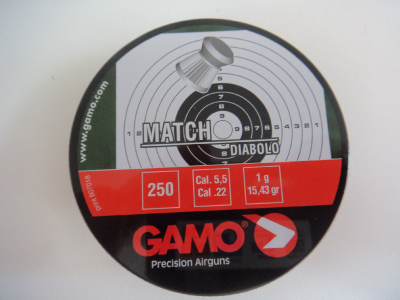 www.gamo.com
MATCH
DIABOLO
250
Cal. 5,5
Cal .22
1 g
15,43 gr
GAMO
Precision Airguns